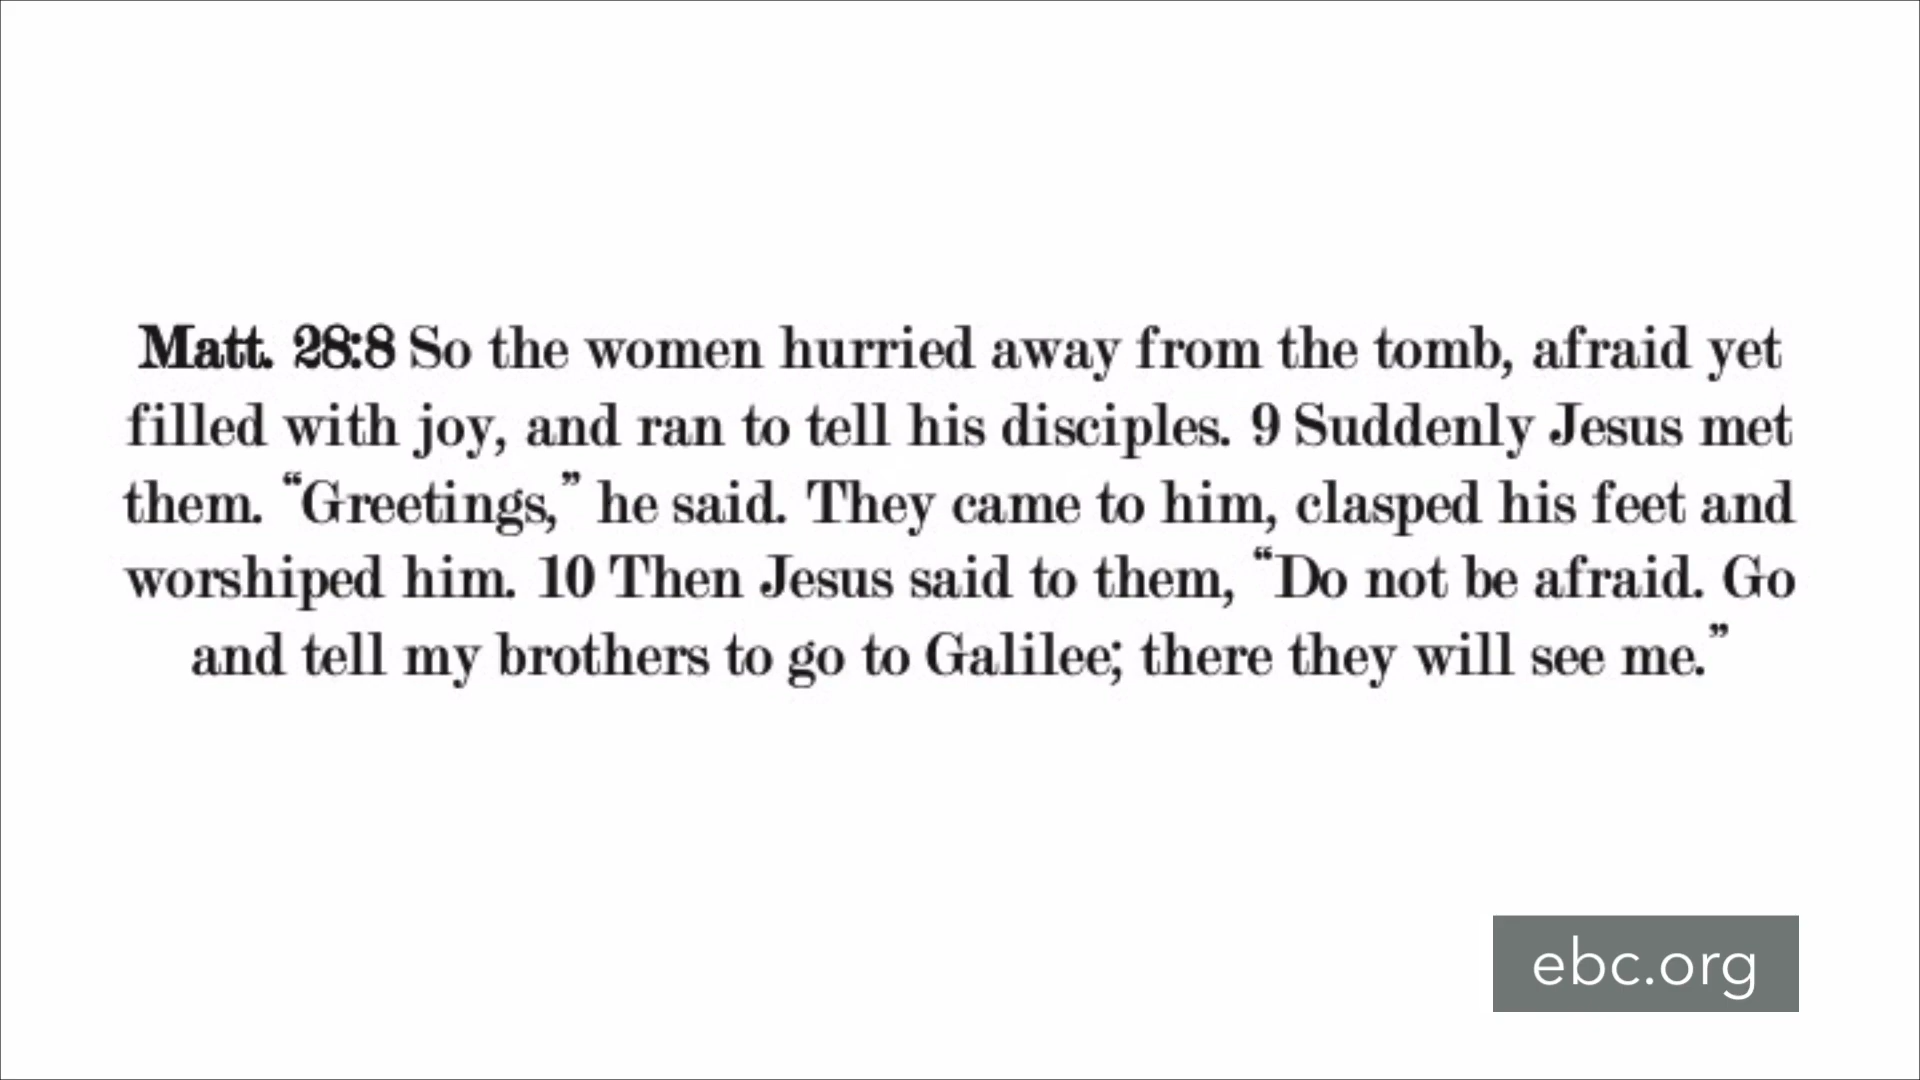 Matt. 28:8 So the women hurried away from the tomb, afraid yet
filled with joy, and ran to tell his disciples. 9 Suddenly Jesus met
them. “Greetings,” he said. They came to him, clasped his feet and
worshiped him. 10 Then Jesus said to them, “Do not be afraid. Go
and tell my brothers to go to Galilee; there they will see me.”
ebc.org